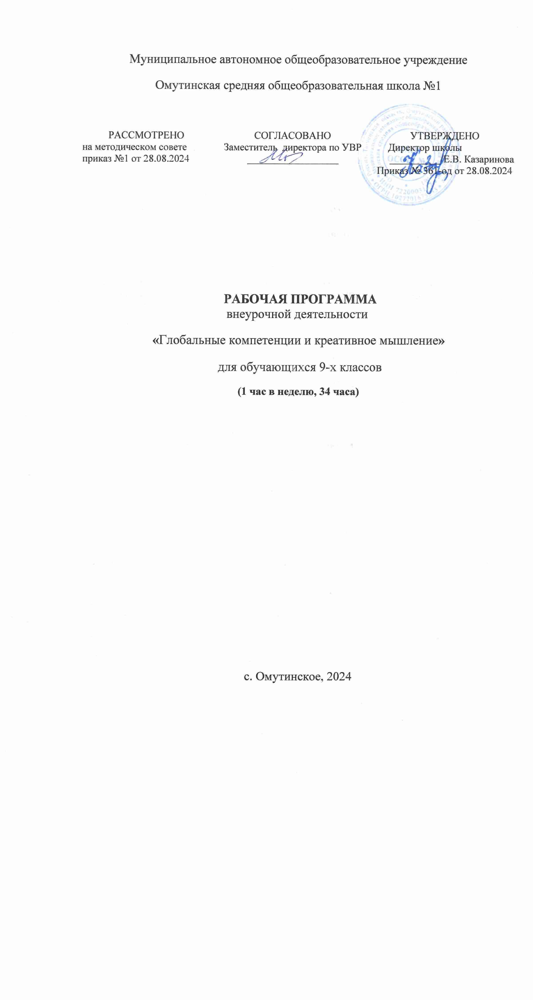 Муниципальное автономное общеобразовательное учреждение
Омутинская средняя общеобразовательная школа №1
РАССМОТРЕНО
на методическом совете
приказ №1 от 28.08.2024
СОГЛАСОВАНО
Заместитель директора по УВР
УТВЕРЖДЕНО
Директор школы
Е.В. Казаринова
Приказ № 361-од от 28.08.2024
РАБОЧАЯ ПРОГРАММА
внеурочной деятельности
«Глобальные компетенции и креативное мышление»
для обучающихся 9-х классов
(1 час в неделю, 34 часа)
с. Омутинское, 2024